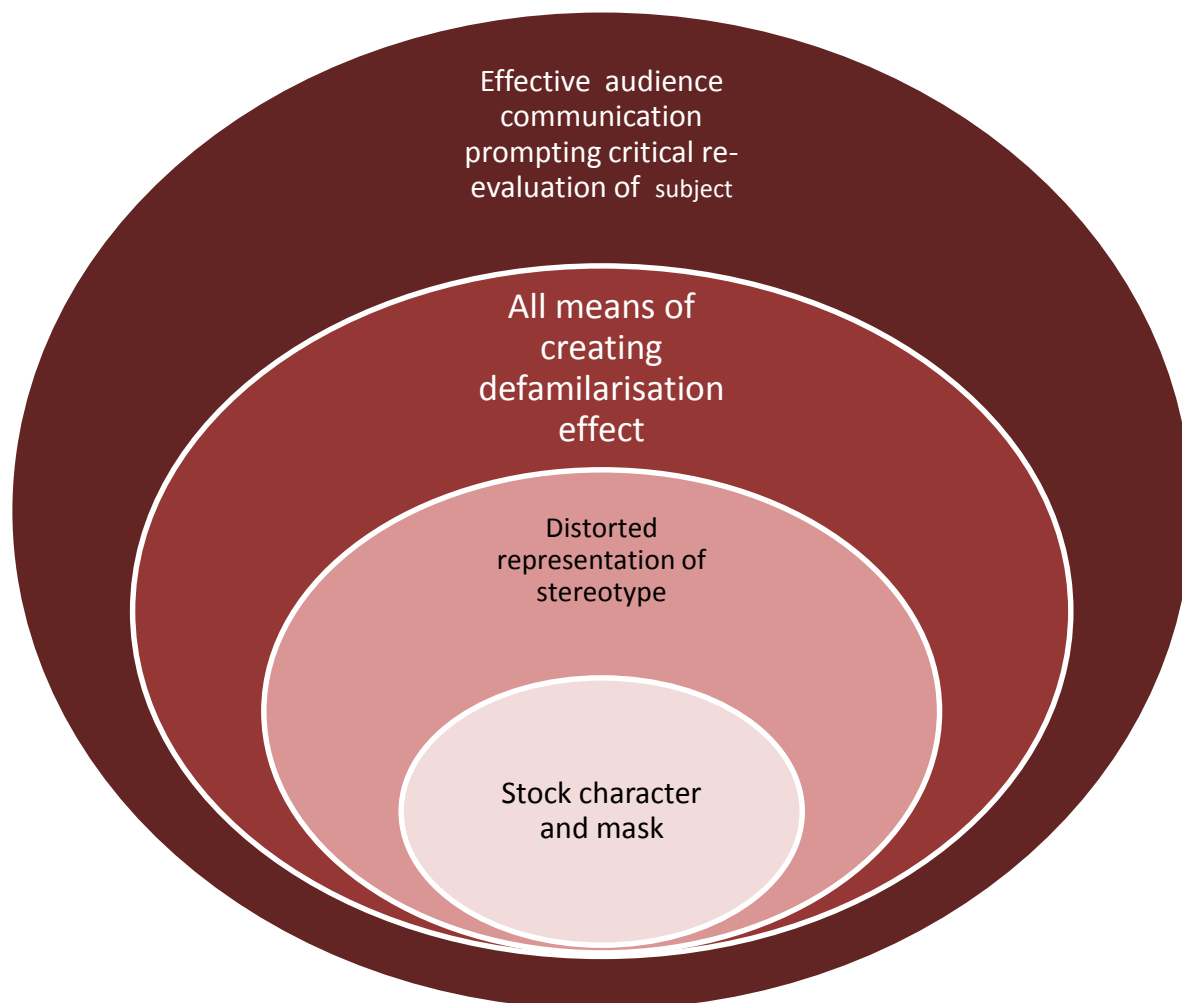 Effective audience
communication
prompting critical re-
evaluation of subject
All means of
creating
defamilarisation
effect
Distorted
representation of
stereotype
Stock character
and mask